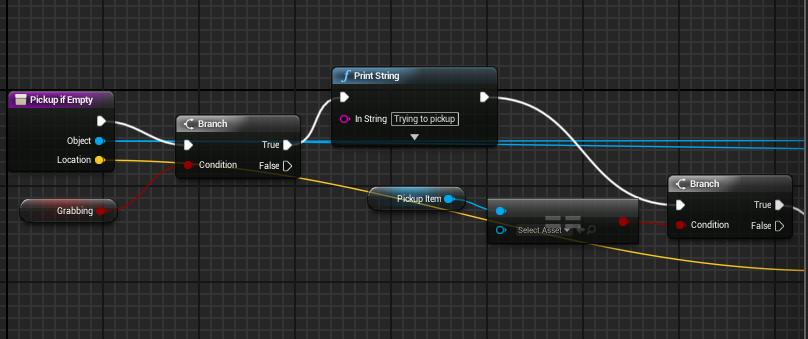 Print String
In String Trying to pickup
Pickup if Empty
Object
Location
Branch
True
Condition
False
Grabbing
Pickup Item
==
Select Asset
Branch
True
Condition
False